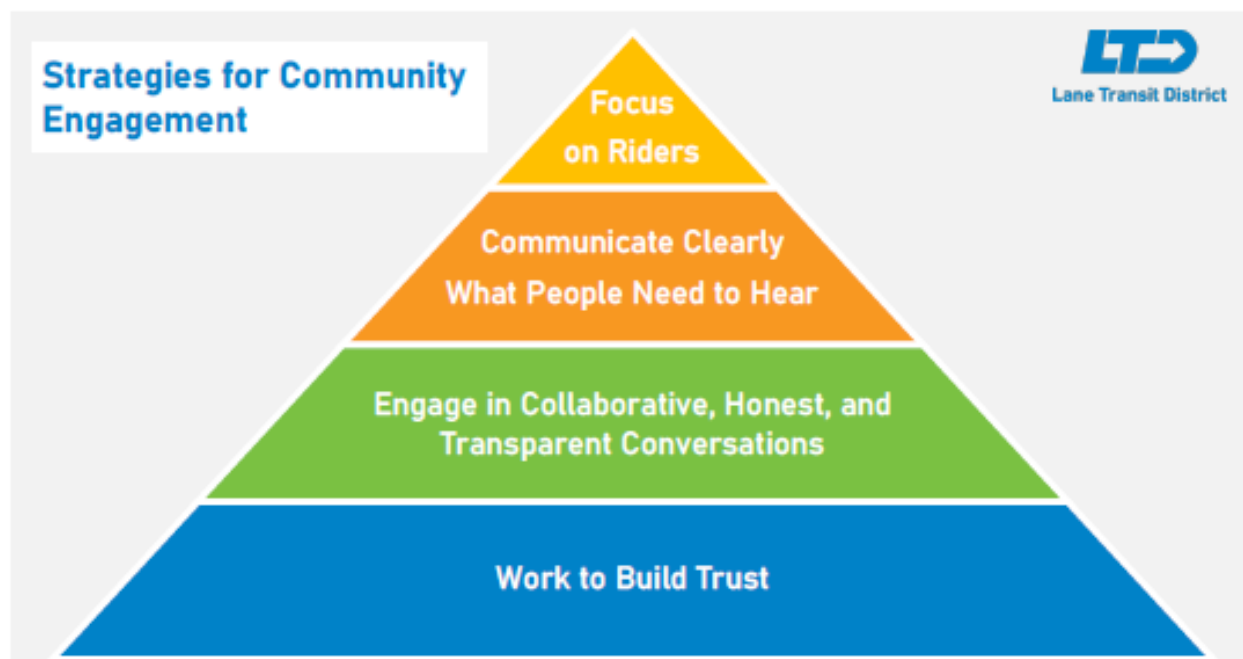 Strategies for Community
Engagement
LTD
Lane Transit District
Focus
on Riders
Communicate Clearly
What People Need to Hear
Engage in Collaborative, Honest, and
Transparent Conversations
Work to Build Trust